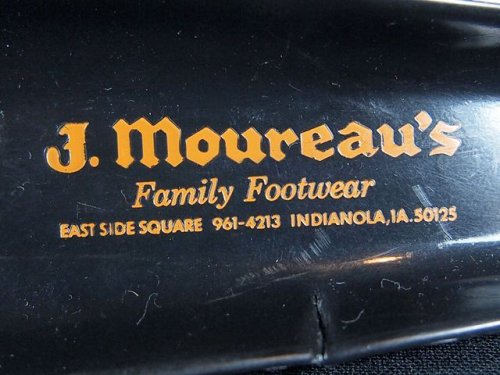 J. Moureau's
Family Footwear
EAST SIDE SQUARE 961-4213 INDIANOLA, IA. 50125